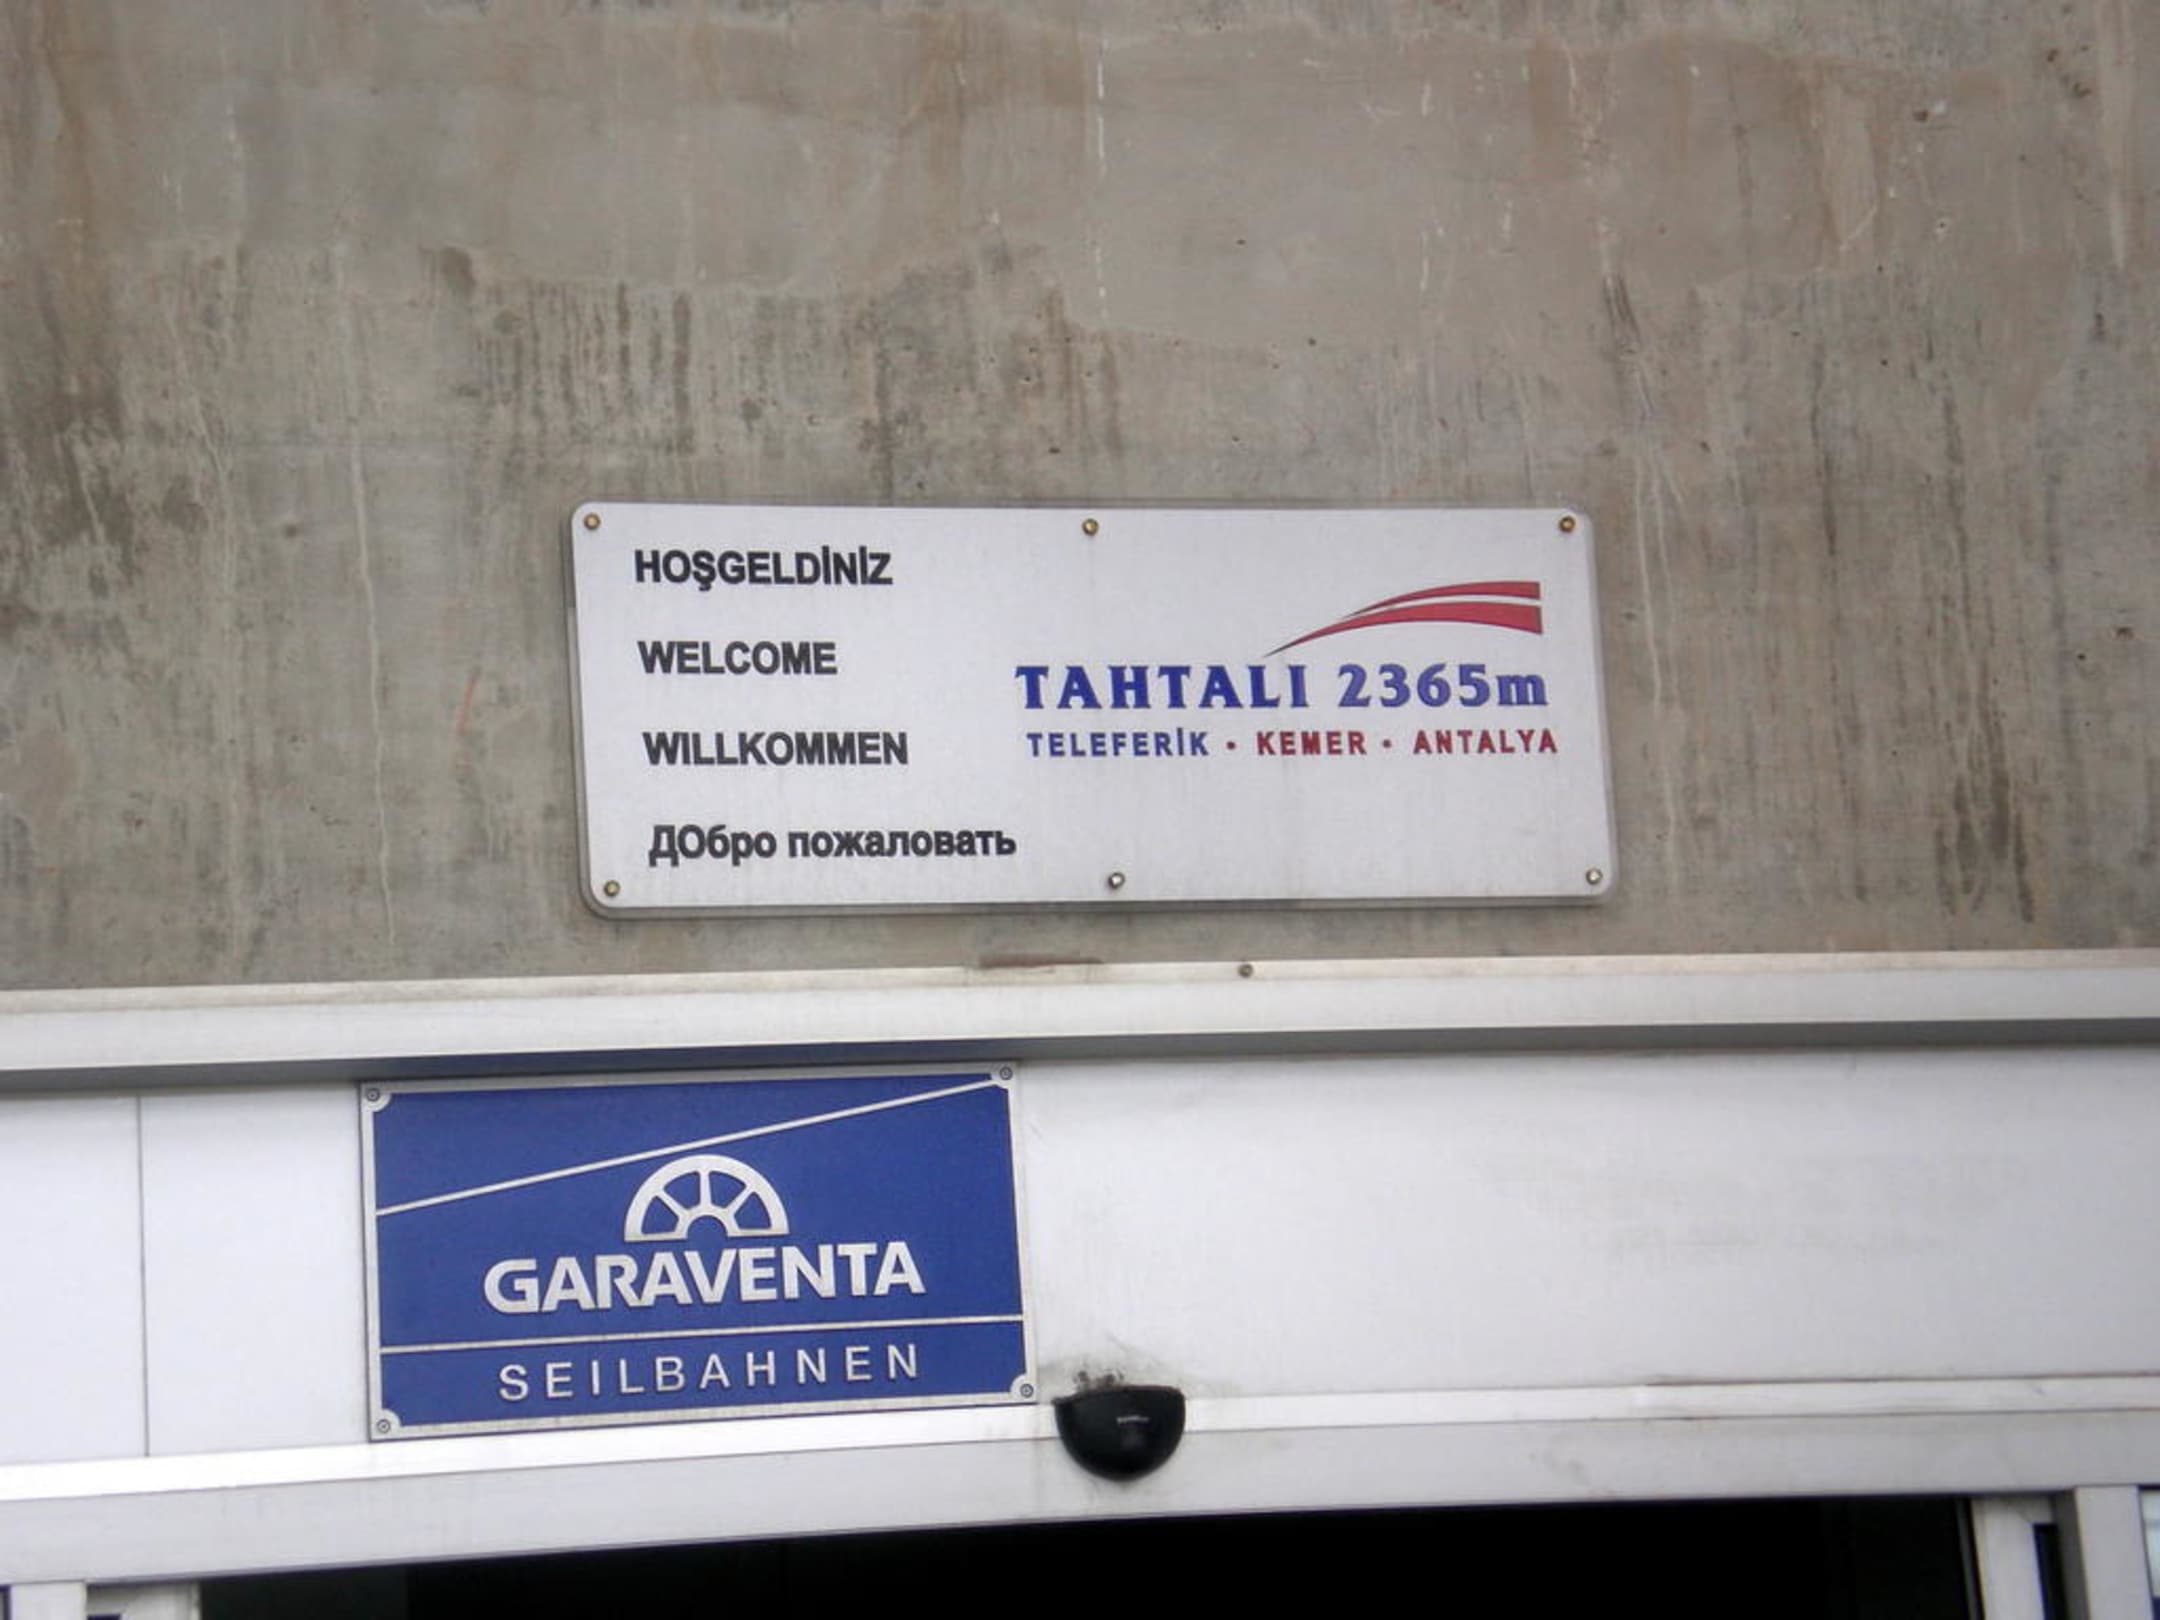 HOŞGELDİNİZ
WELCOME
WILLKOMMEN
ДОбро пожаловать
TAHTALI 2365m
TELEFERİK • KEMER • ANTALYA
GARAVENTA
SEILBAHNEN